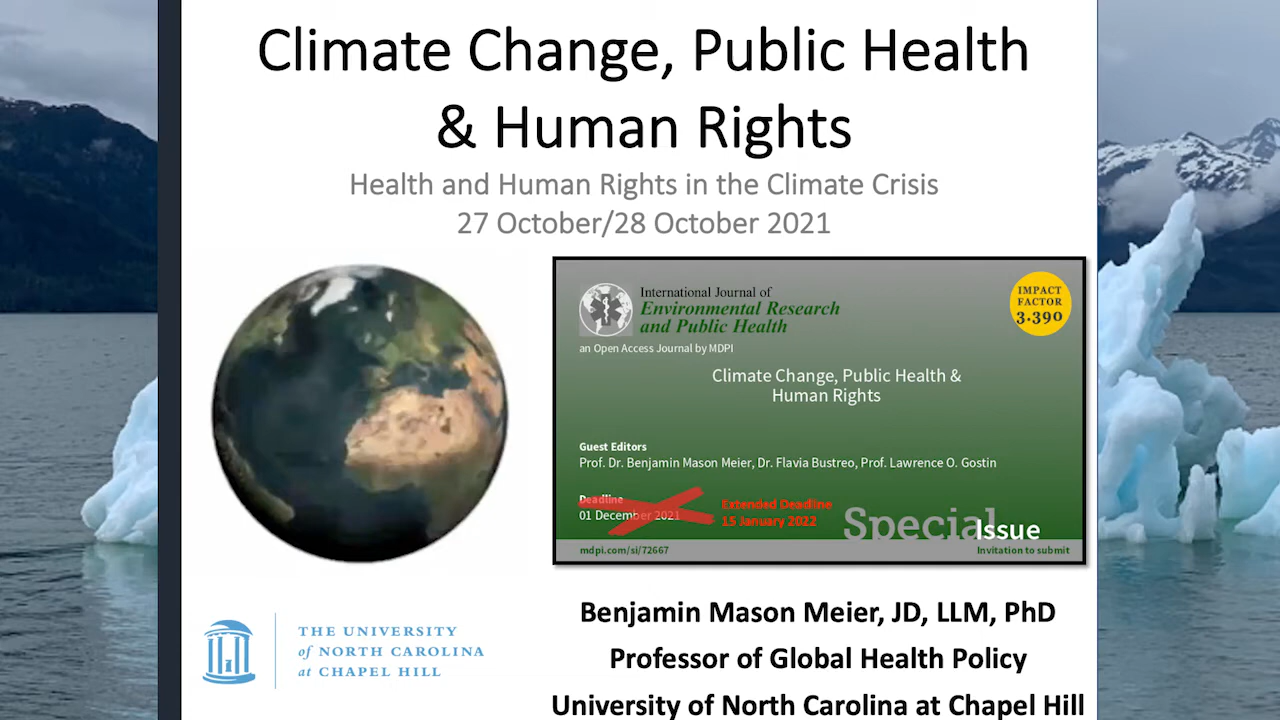 Climate Change, Public Health
& Human Rights
Health and Human Rights in the Climate Crisis
27 October/28 October 2021
International Journal of
Environmental Research
and Public Health
an Open Access Journal by MDPI
IMPACT
FACTOR
3.390
Climate Change, Public Health &
Human Rights
Guest Editors
Prof. Dr. Benjamin Mason Meier, Dr. Flavia Bustreo, Prof. Lawrence O. Gostin
Deadline
01 December 2021
Extended Deadline
15 January 2022
Special Issue
mdpi.com/si/72667
Invitation to submit
THE UNIVERSITY
of NORTH CAROLINA
at CHAPEL HILL
Benjamin Mason Meier, JD, LLM, PhD
Professor of Global Health Policy
University of North Carolina at Chapel Hill